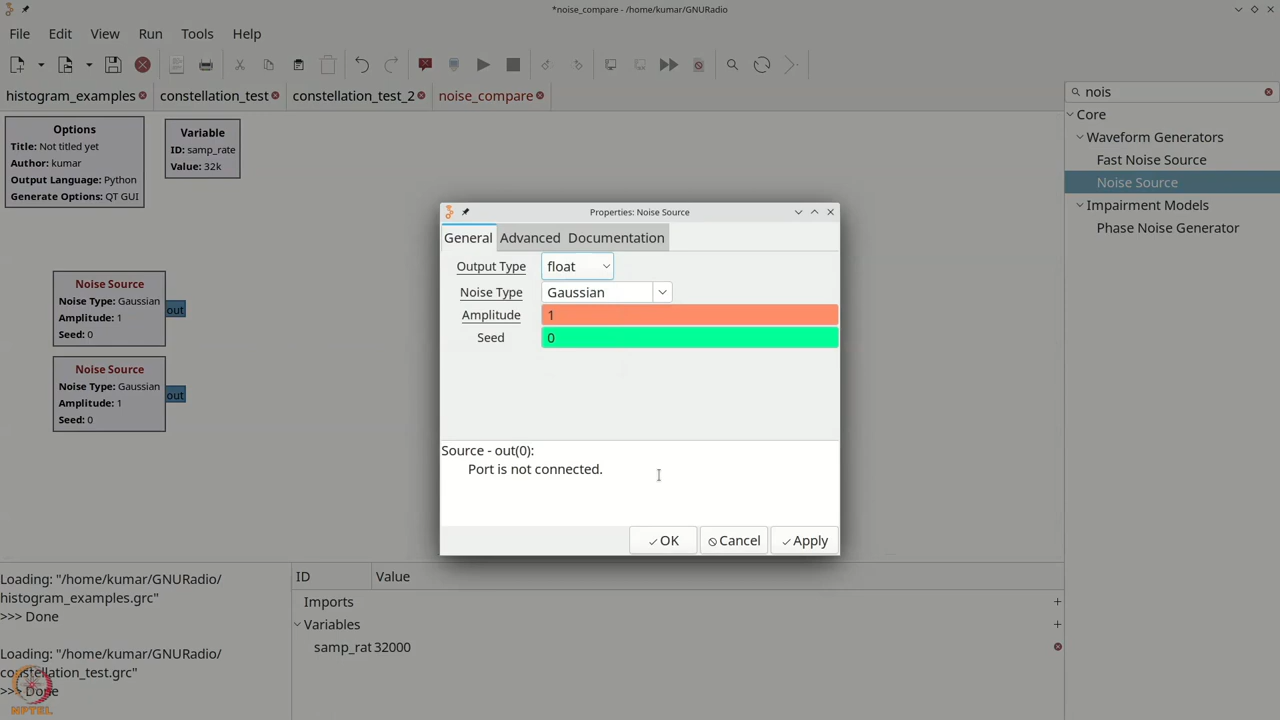 *noise_compare - /home/kumar/GNURadio
File Edit View Run Tools Help
histogram_examples constellation_test constellation_test_2 noise_compare
nois
Core
Waveform Generators
Fast Noise Source
Noise Source
Impairment Models
Phase Noise Generator
Options
Title: Not titled yet
Author: kumar
Output Language: Python
Generate Options: QT GUI
Variable
ID: samp_rate
Value: 32k
Noise Source
Noise Type: Gaussian
Amplitude: 1
Seed: 0
out
Noise Source
Noise Type: Gaussian
Amplitude: 1
Seed: 0
out
Properties: Noise Source
General Advanced Documentation
Output Type float
Noise Type Gaussian
Amplitude 1
Seed 0
Source - out(0):
Port is not connected.
OK Cancel Apply
Loading: "/home/kumar/GNURadio/
histogram_examples.grc"
>>> Done
Loading: "/home/kumar/GNURadio/
constellation_test.grc"
>>> Done
ID Value
Imports
Variables
samp_rat 32000
NPTEL